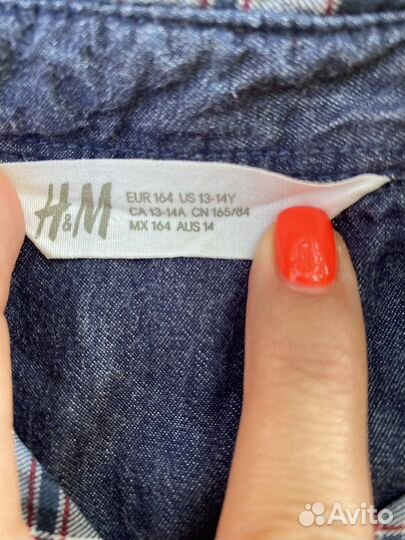 H&M
EUR 164 US 13-14Y
CA 13-14A CN 165/84
MX 164 AUS 14
Avito